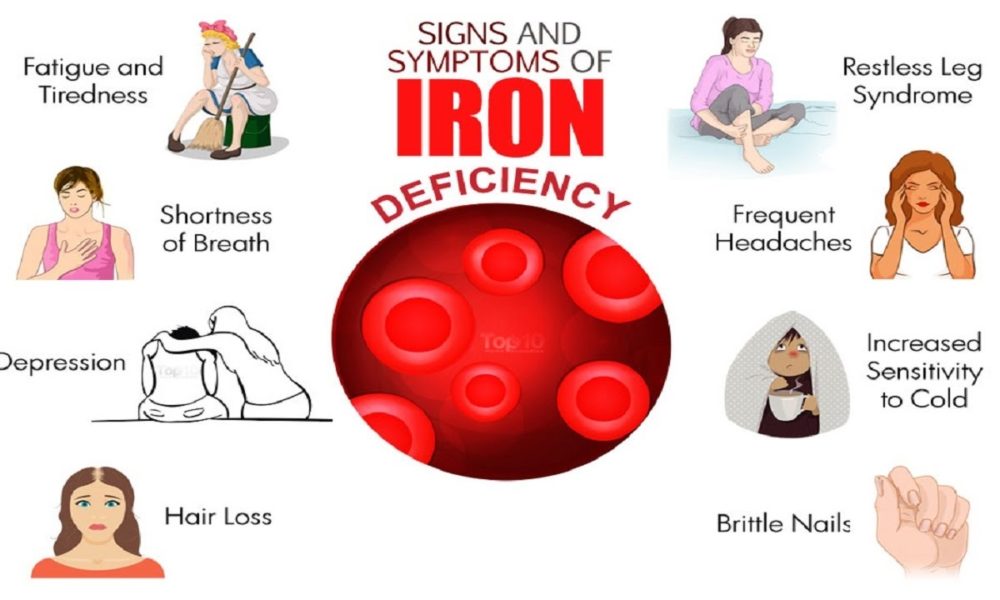 SIGNS AND
SYMPTOMS OF
IRON
DEFICIENCY
Fatigue and
Tiredness
Shortness
of Breath
Depression
Hair Loss
Restless Leg
Syndrome
Frequent
Headaches
Increased
Sensitivity
to Cold
Brittle Nails
Top10
Top10